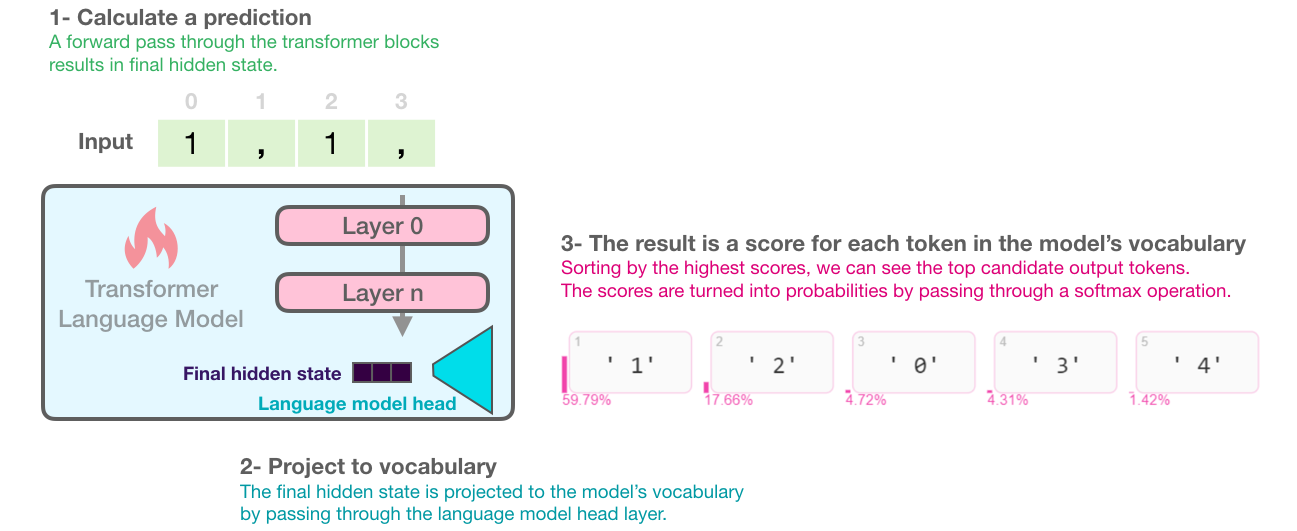 1- Calculate a prediction
A forward pass through the transformer blocks
results in final hidden state.
0 1 2 3
Input 1 , 1 ,
Layer 0
Transformer
Language Model
Layer n
Final hidden state
Language model head
3- The result is a score for each token in the model’s vocabulary
Sorting by the highest scores, we can see the top candidate output tokens.
The scores are turned into probabilities by passing through a softmax operation.
1 2 3 4 5
' 1' ' 2' ' 0' ' 3' ' 4'
59.79% 17.66% 4.72% 4.31% 1.42%
2- Project to vocabulary
The final hidden state is projected to the model’s vocabulary
by passing through the language model head layer.